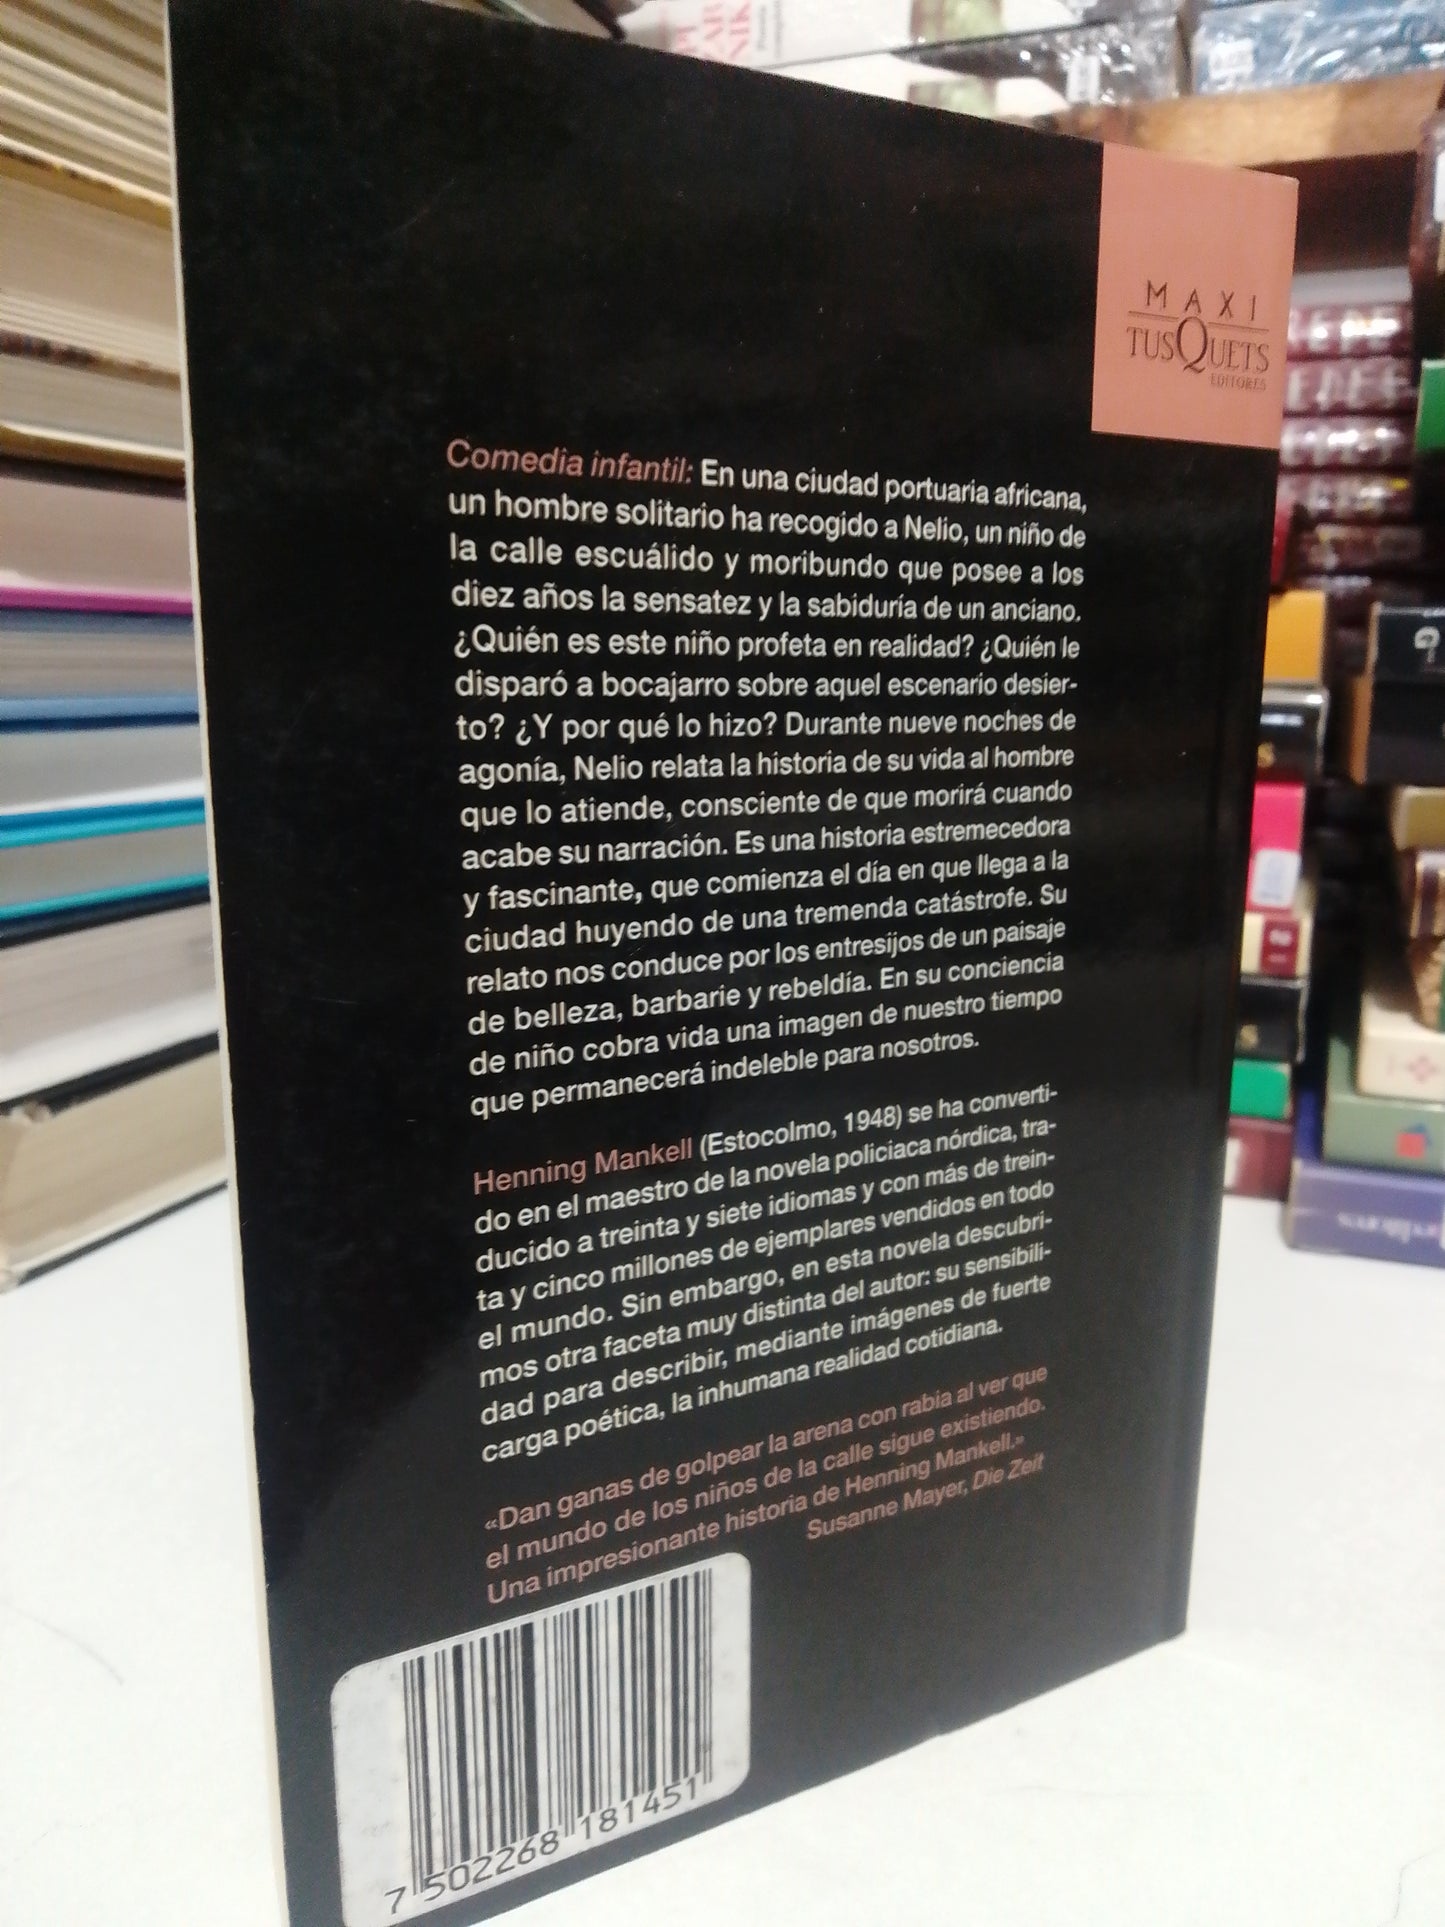 MAXI
TUSQUETS
EDITORES
Comedia infantil: En una ciudad portuaria africana,
un hombre solitario ha recogido a Nelio, un niño de
la calle escuálido y moribundo que posee a los
diez años la sensatez y la sabiduría de un anciano.
¿Quién es este niño profeta en realidad? ¿Quién le
disparó a bocajarro sobre aquel escenario desier-
to? ¿Y por qué lo hizo? Durante nueve noches de
agonía, Nelio relata la historia de su vida al hombre
que lo atiende, consciente de que morirá cuando
acabe su narración. Es una historia estremecedora
y fascinante, que comienza el día en que llega a la
ciudad huyendo de una tremenda catástrofe. Su
relato nos conduce por los entresijos de un paisaje
de belleza, barbarie y rebeldía. En su conciencia
de niño cobra vida una imagen de nuestro tiempo
que permanecerá indeleble para nosotros.
Henning Mankell (Estocolmo, 1948) se ha converti-
do en el maestro de la novela policiaca nórdica, tra-
ducido a treinta y siete idiomas y con más de trein-
ta y cinco millones de ejemplares vendidos en todo
el mundo. Sin embargo, en esta novela descubri-
mos otra faceta muy distinta del autor: su sensibili-
dad para describir, mediante imágenes de fuerte
carga poética, la inhumana realidad cotidiana.
«Dan ganas de golpear la arena con rabia al ver que
el mundo de los niños de la calle sigue existiendo.
Una impresionante historia de Henning Mankell.»
Susanne Mayer, Die Zeit
7 502268 181451